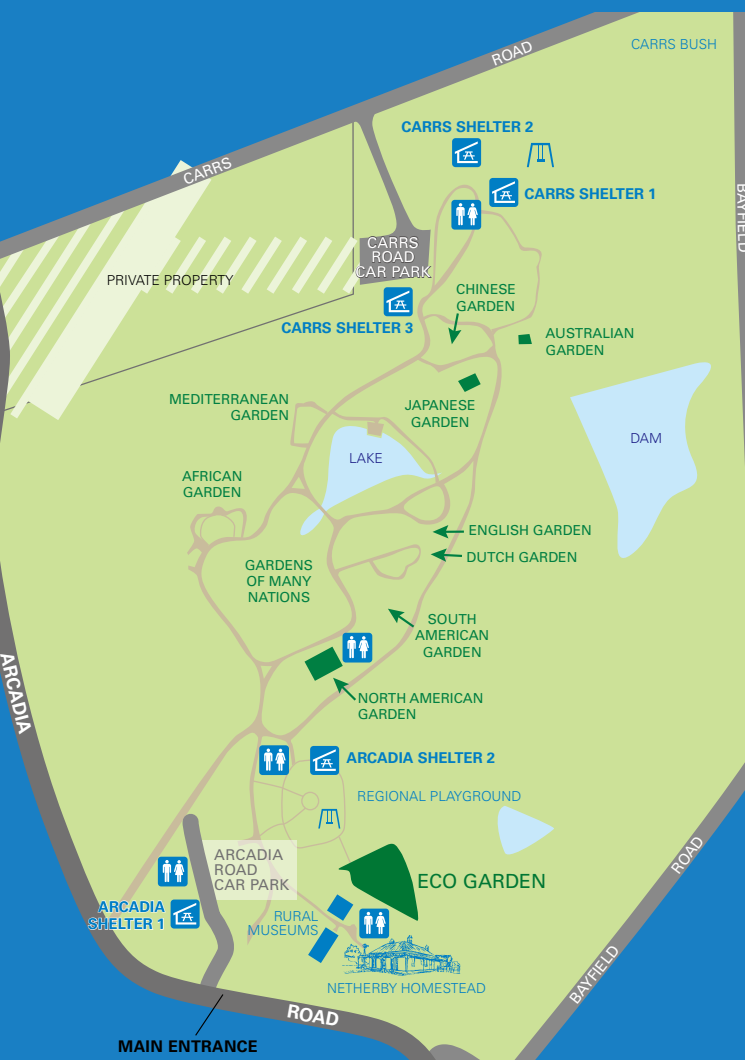 CARRS BUSH
ROAD
CARRS
BAYFIELD
CARRS SHELTER 2
CARRS SHELTER 1
CARRS
ROAD
CAR PARK
PRIVATE PROPERTY
CARRS SHELTER 3
CHINESE
GARDEN
AUSTRALIAN
GARDEN
MEDITERRANEAN
GARDEN
JAPANESE
GARDEN
DAM
LAKE
AFRICAN
GARDEN
ENGLISH GARDEN
DUTCH GARDEN
GARDENS
OF MANY
NATIONS
SOUTH
AMERICAN
GARDEN
NORTH AMERICAN
GARDEN
ARCADIA
ARCADIA SHELTER 2
REGIONAL PLAYGROUND
ARCADIA
ROAD
CAR PARK
ECO GARDEN
ROAD
ARCADIA
SHELTER 1
RURAL
MUSEUMS
BAYFIELD
NETHERBY HOMESTEAD
ROAD
MAIN ENTRANCE